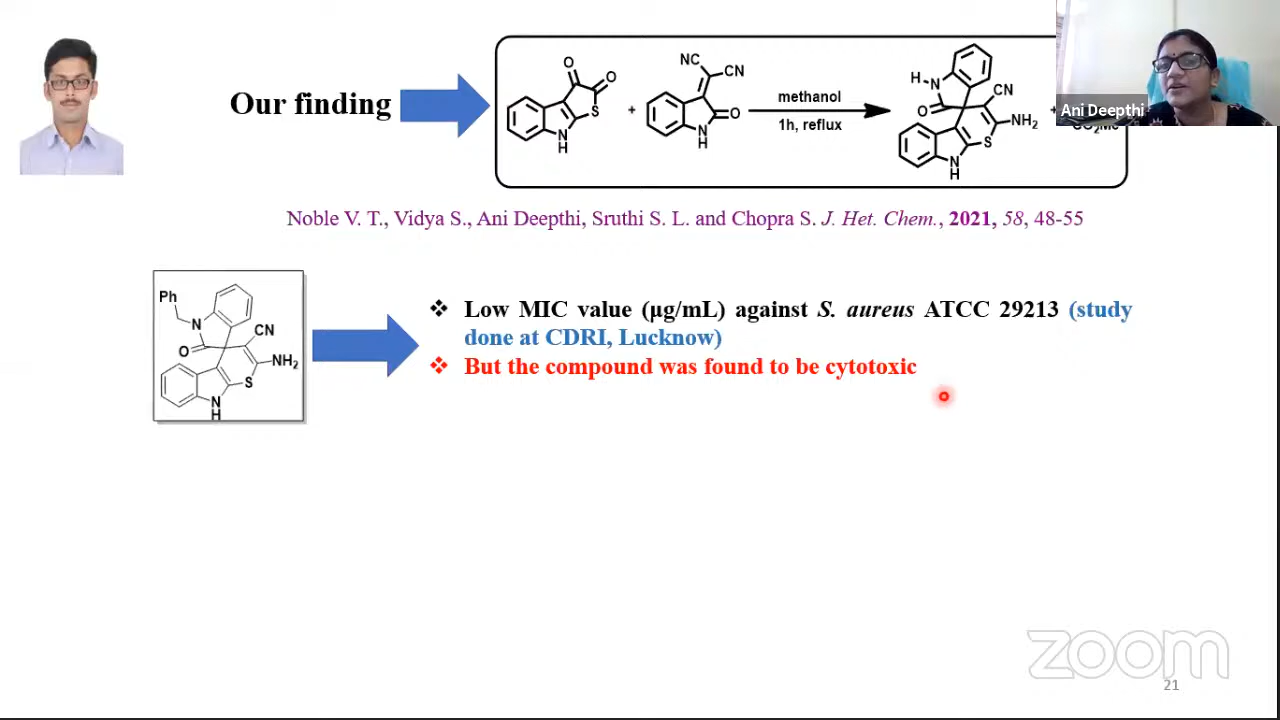 Our finding
O
O
S
N
H
+
NC
CN
O
N
H
methanol
1h, reflux
H
N
O
CN
NH2
S
N
H
+
CO2Me
Ani Deepthi
Noble V. T., Vidya S., Ani Deepthi, Sruthi S. L. and Chopra S. J. Het. Chem., 2021, 58, 48-55
Ph
N
O
CN
NH2
S
N
H
❖ Low MIC value (μg/mL) against S. aureus ATCC 29213 (study
done at CDRI, Lucknow)
❖ But the compound was found to be cytotoxic
zoom
21